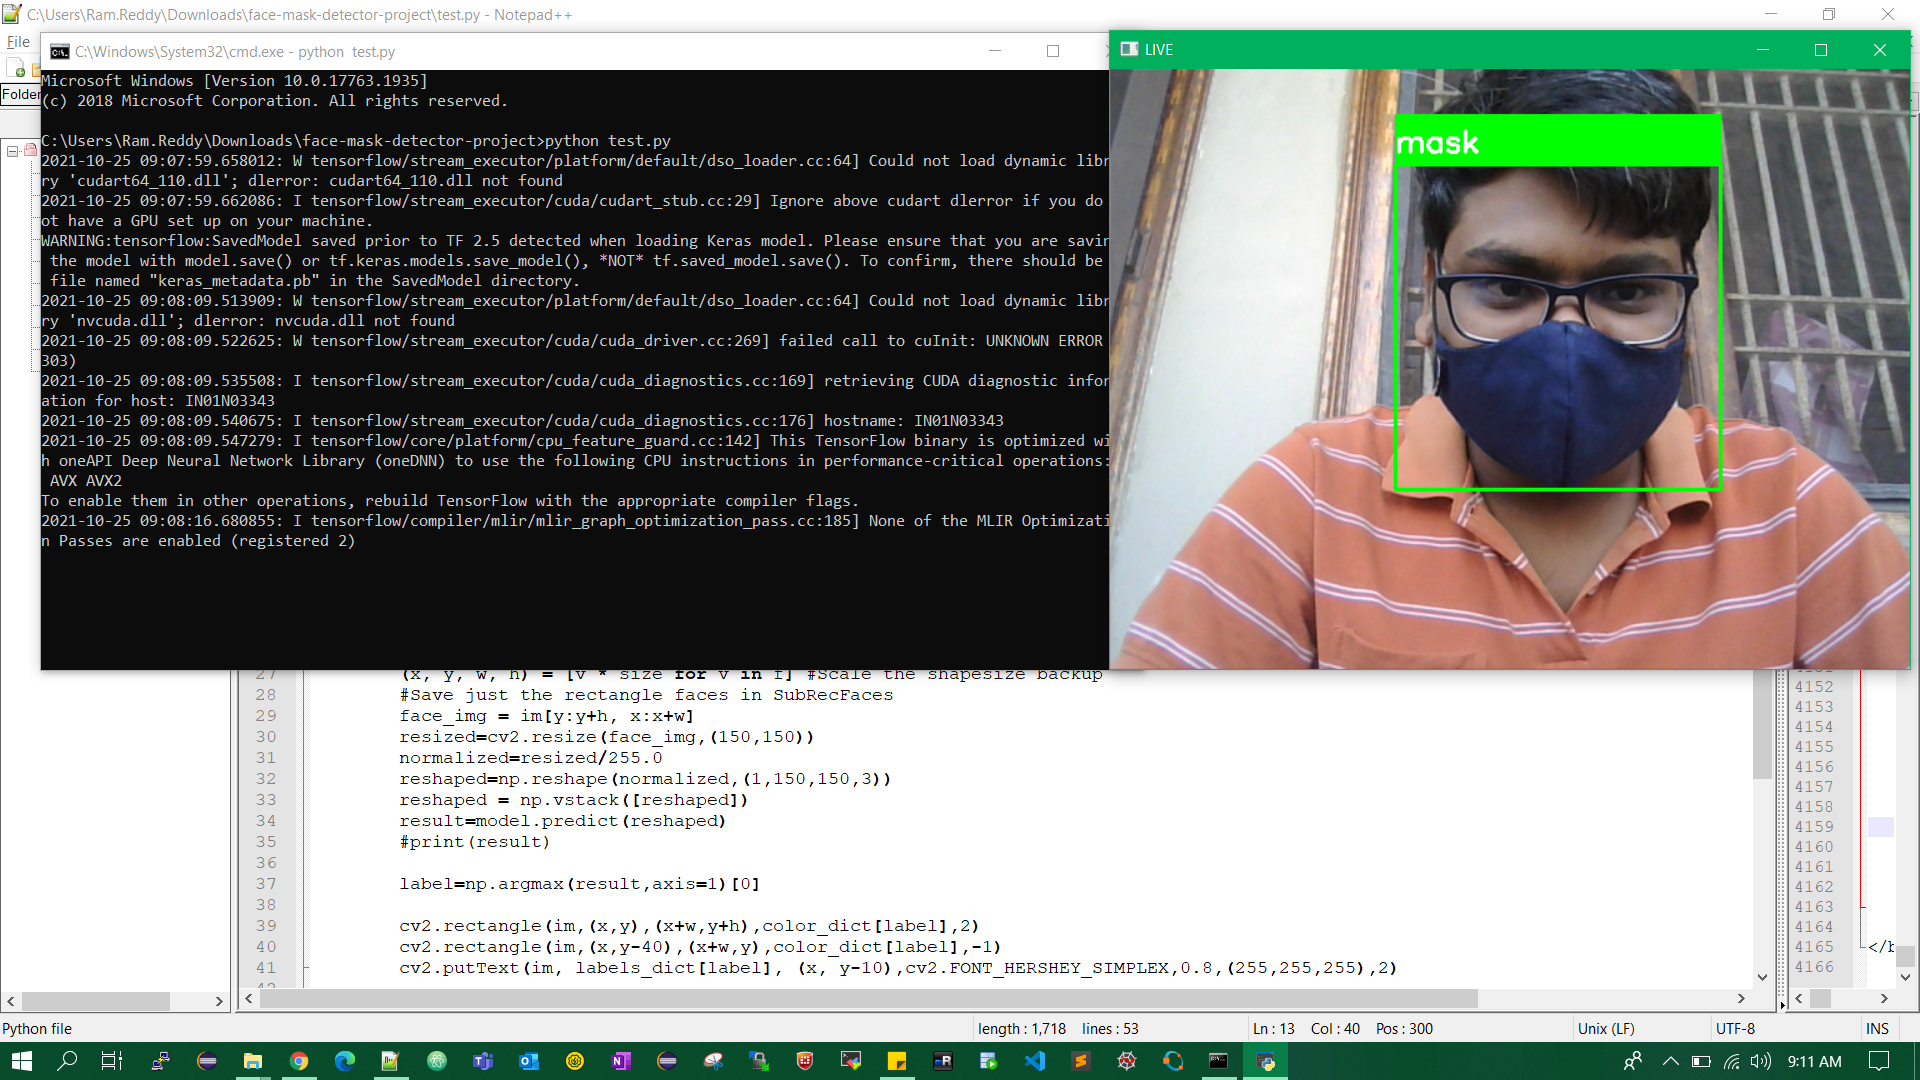 C:\Users\Ram.Reddy\Downloads\face-mask-detector-project\test.py - Notepad++
File
Folder
C:\Windows\System32\cmd.exe - python  test.py
Microsoft Windows [Version 10.0.17763.1935]
(c) 2018 Microsoft Corporation. All rights reserved.
C:\Users\Ram.Reddy\Downloads\face-mask-detector-project>python test.py
2021-10-25 09:07:59.658012: W tensorflow/stream_executor/platform/default/dso_loader.cc:64] Could not load dynamic libr
ry 'cudart64_110.dll'; dlerror: cudart64_110.dll not found
2021-10-25 09:07:59.662086: I tensorflow/stream_executor/cuda/cudart_stub.cc:29] Ignore above cudart dlerror if you do
ot have a GPU set up on your machine.
WARNING:tensorflow:SavedModel saved prior to TF 2.5 detected when loading Keras model. Please ensure that you are savin
the model with model.save() or tf.keras.models.save_model(), *NOT* tf.saved_model.save(). To confirm, there should be
file named "keras_metadata.pb" in the SavedModel directory.
2021-10-25 09:08:09.513909: W tensorflow/stream_executor/platform/default/dso_loader.cc:64] Could not load dynamic libr
ry 'nvcuda.dll'; dlerror: nvcuda.dll not found
2021-10-25 09:08:09.522625: W tensorflow/stream_executor/cuda/cuda_driver.cc:269] failed call to cuInit: UNKNOWN ERROR
303)
2021-10-25 09:08:09.535508: I tensorflow/stream_executor/cuda/cuda_diagnostics.cc:169] retrieving CUDA diagnostic infor
ation for host: IN01N03343
2021-10-25 09:08:09.540675: I tensorflow/stream_executor/cuda/cuda_diagnostics.cc:176] hostname: IN01N03343
2021-10-25 09:08:09.547279: I tensorflow/core/platform/cpu_feature_guard.cc:142] This TensorFlow binary is optimized wi
h oneAPI Deep Neural Network Library (oneDNN) to use the following CPU instructions in performance-critical operations:
AVX AVX2
To enable them in other operations, rebuild TensorFlow with the appropriate compiler flags.
2021-10-25 09:08:16.680855: I tensorflow/compiler/mlir/mlir_graph_optimization_pass.cc:185] None of the MLIR Optimizati
n Passes are enabled (registered 2)
LIVE
mask
27 (x, y, w, h) = [v * size for v in f] #Scale the shapesize backup
28 #Save just the rectangle faces in SubRecFaces
29 face_img = im[y:y+h, x:x+w]
30 resized=cv2.resize(face_img,(150,150))
31 normalized=resized/255.0
32 reshaped=np.reshape(normalized,(1,150,150,3))
33 reshaped = np.vstack([reshaped])
34 result=model.predict(reshaped)
35 #print(result)
36
37 label=np.argmax(result,axis=1)[0]
38
39 cv2.rectangle(im,(x,y),(x+w,y+h),color_dict[label],2)
40 cv2.rectangle(im,(x,y-40),(x+w,y),color_dict[label],-1)
41 cv2.putText(im, labels_dict[label], (x, y-10),cv2.FONT_HERSHEY_SIMPLEX,0.8,(255,255,255),2)
4152
4153
4154
4155
4156
4157
4158
4159
4160
4161
4162
4163
4164
4165 </b
4166
Python file
length : 1,718    lines : 53
Ln : 13    Col : 40    Pos : 300
Unix (LF)
UTF-8
INS
9:11 AM